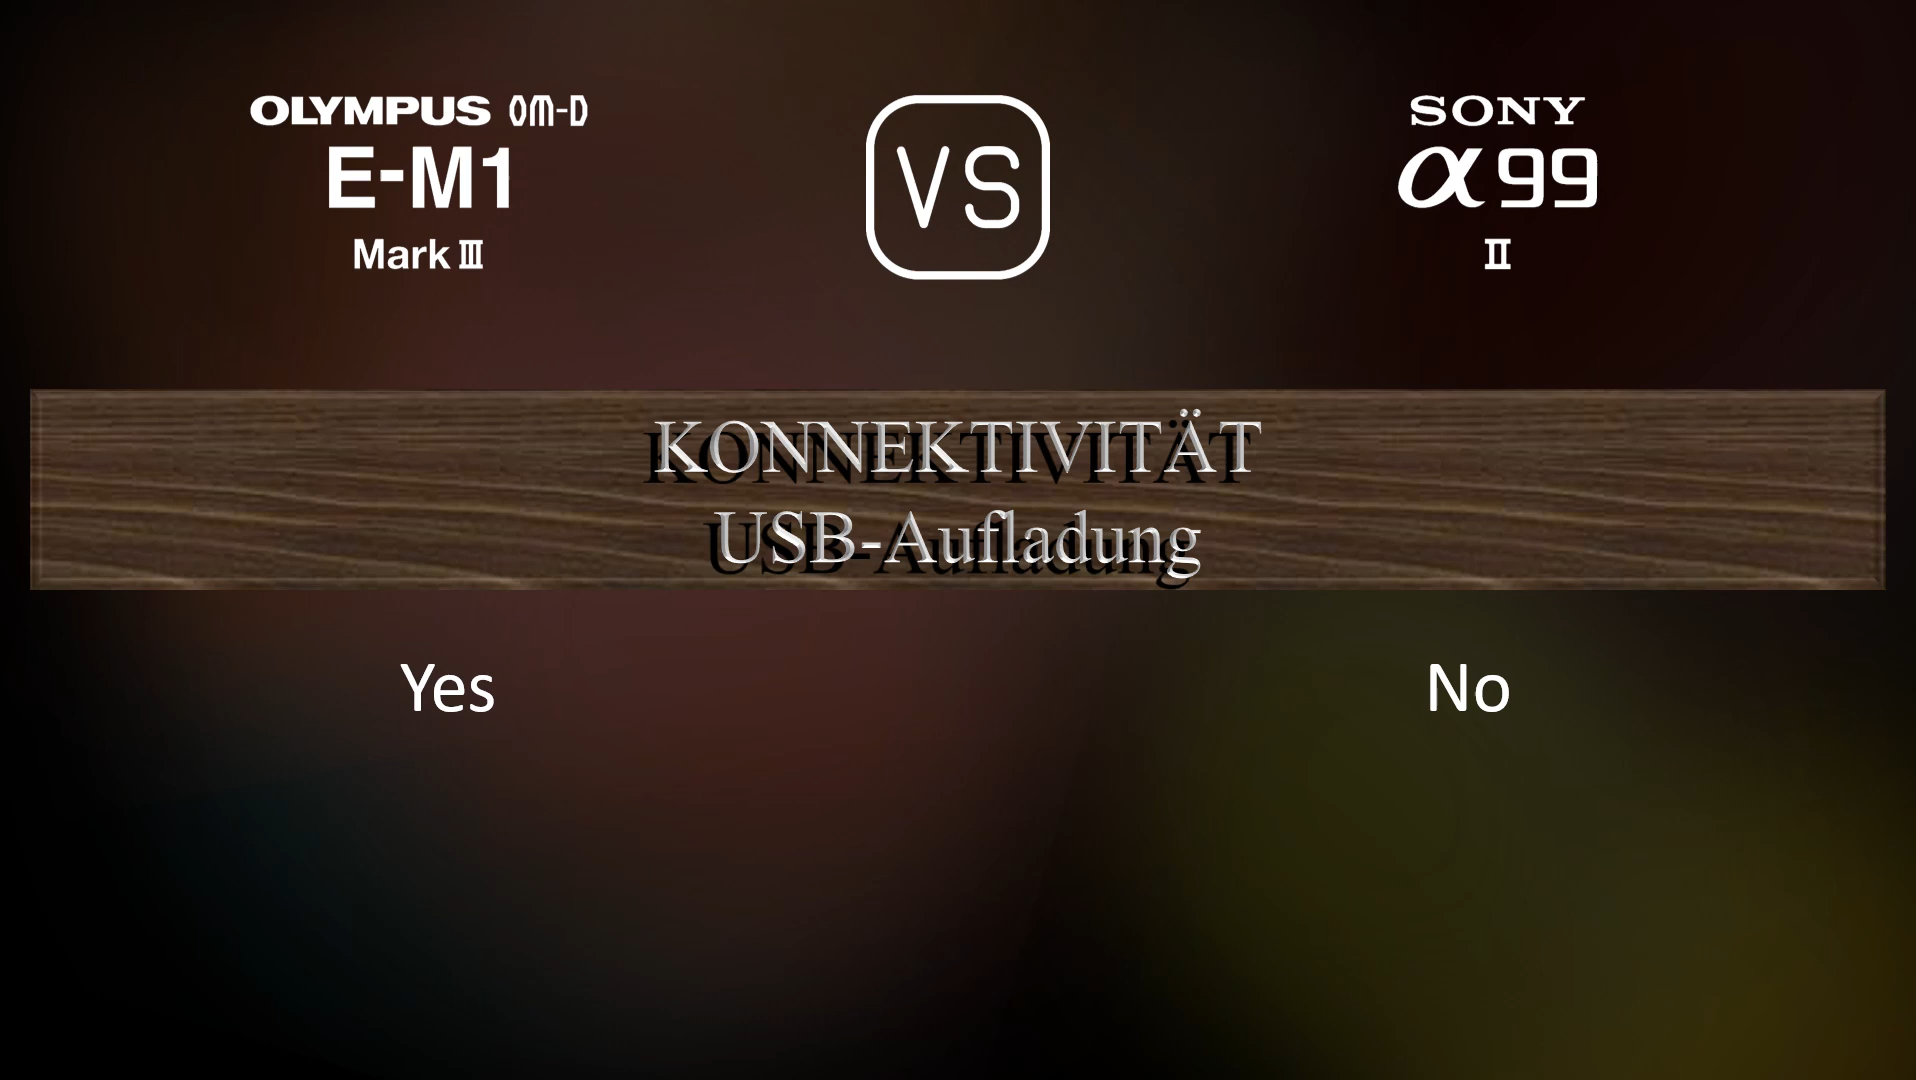 OLYMPUS OM-D
E-M1
Mark III
VS
SONY
α99
II
KONNEKTIVITÄT
USB-Aufladung
Yes
No